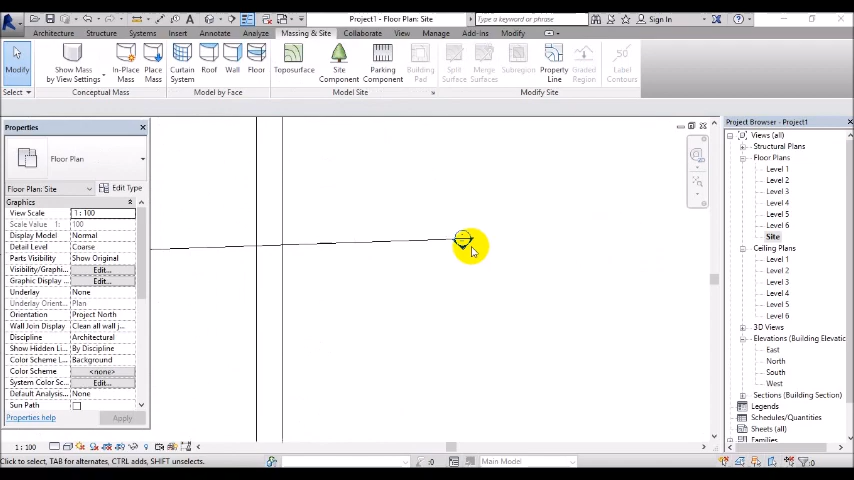 Project1 - Floor Plan: Site
Type a keyword or phrase
Sign In
Architecture Structure Systems Insert Annotate Analyze Massing & Site Collaborate View Manage Add-Ins Modify
Modify
Show Mass
by View Settings
In-Place
Mass
Place
Mass
Curtain
System
Roof
Wall
Floor
Toposurface
Site
Component
Parking
Component
Building
Pad
Split
Surface
Merge
Surfaces
Subregion
Property
Line
Graded
Region
Label
Contours
50
Select
Conceptual Mass
Model by Face
Model Site
Modify Site
Properties
Floor Plan
Floor Plan: Site
Edit Type
Graphics
View Scale 1 : 100
Scale Value 1: 100
Display Model Normal
Detail Level Coarse
Parts Visibility Show Original
Visibility/Graphi... Edit...
Graphic Display ... Edit...
Underlay None
Underlay Orient... Plan
Orientation Project North
Wall Join Display Clean all wall j...
Discipline Architectural
Show Hidden Li... By Discipline
Color Scheme L... Background
Color Scheme <none>
System Color Sc... Edit...
Default Analysis... None
Sun Path
Properties help
Apply
Project Browser - Project1
Views (all)
Structural Plans
Floor Plans
Level 1
Level 2
Level 3
Level 4
Level 5
Level 6
Site
Ceiling Plans
Level 1
Level 2
Level 3
Level 4
Level 5
Level 6
3D Views
Elevations (Building Elevation
East
North
South
West
Sections (Building Section)
Legends
Schedules/Quantities
Sheets (all)
Families
1 : 100
Click to select, TAB for alternates, CTRL adds, SHIFT unselects.
:0
Main Model
:0